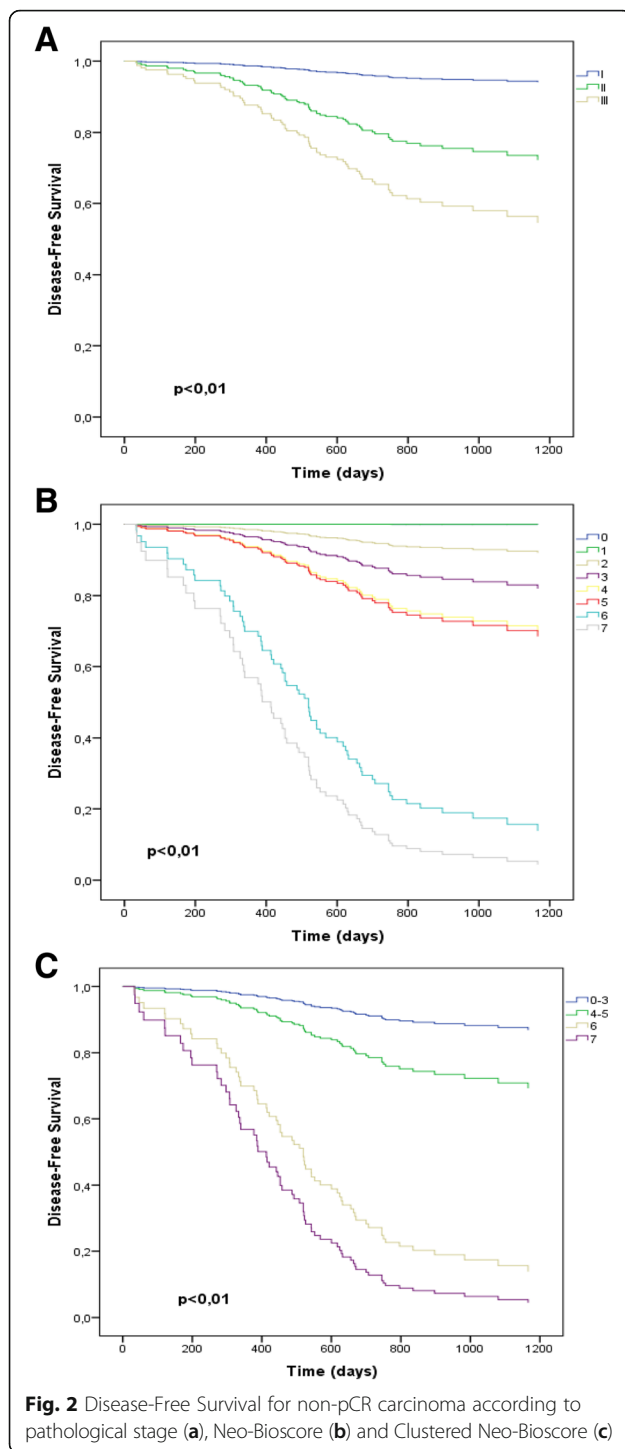 A
1,0
0,8
0,6
0,4
0,2
0,0
Disease-Free Survival
p<0,01
0 200 400 600 800 1000 1200
Time (days)
I
II
III
B
1,0
0,8
0,6
0,4
0,2
0,0
Disease-Free Survival
p<0,01
0 200 400 600 800 1000 1200
Time (days)
0
1
2
3
4
5
6
7
C
1,0
0,8
0,6
0,4
0,2
0,0
Disease-Free Survival
p<0,01
0 200 400 600 800 1000 1200
Time (days)
0-3
4-5
6
7
Fig. 2 Disease-Free Survival for non-pCR carcinoma according to
pathological stage (a), Neo-Bioscore (b) and Clustered Neo-Bioscore (c)